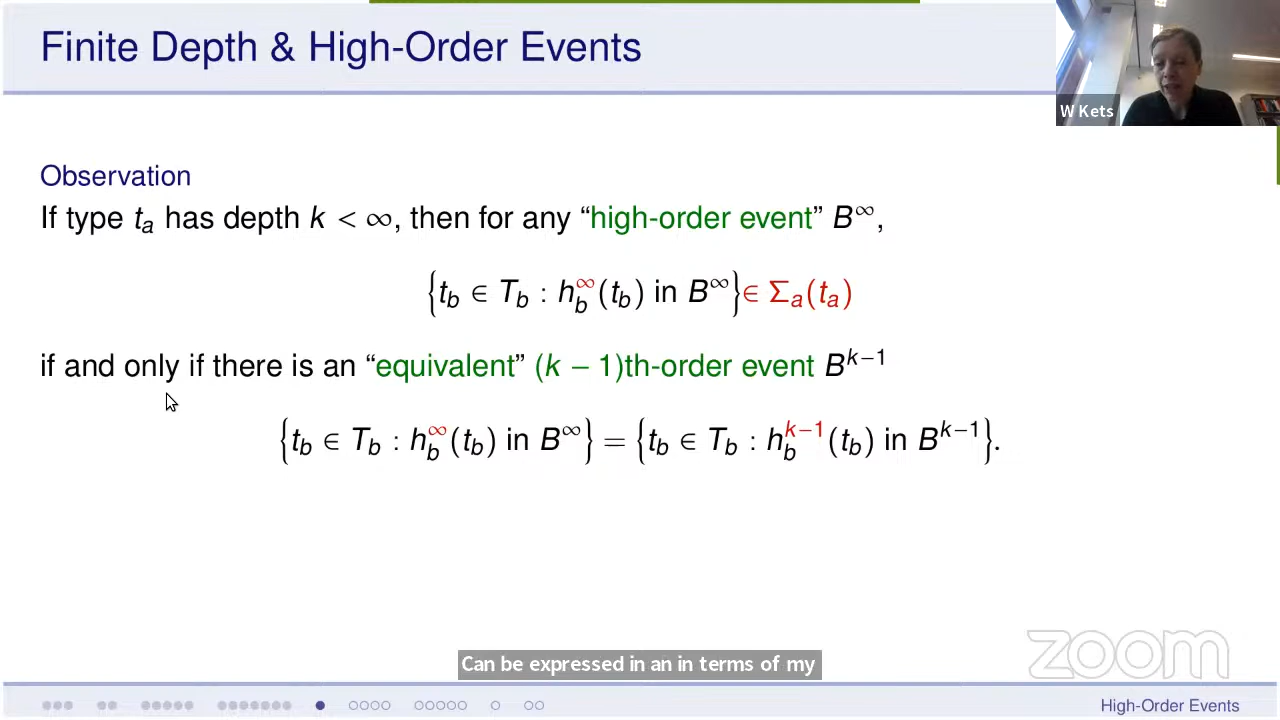 Finite Depth & High-Order Events
W Kets
Observation
If type tₐ has depth k < ∞, then for any “high-order event” B^∞,
{t_b ∈ T_b : h_b^∞(t_b) in B^∞} ∈ Σₐ(tₐ)
if and only if there is an “equivalent” (k − 1)th-order event B^{k−1}
{t_b ∈ T_b : h_b^∞(t_b) in B^∞} = {t_b ∈ T_b : h_b^{k−1}(t_b) in B^{k−1}}.
zoom
Can be expressed in an in terms of my
High-Order Events